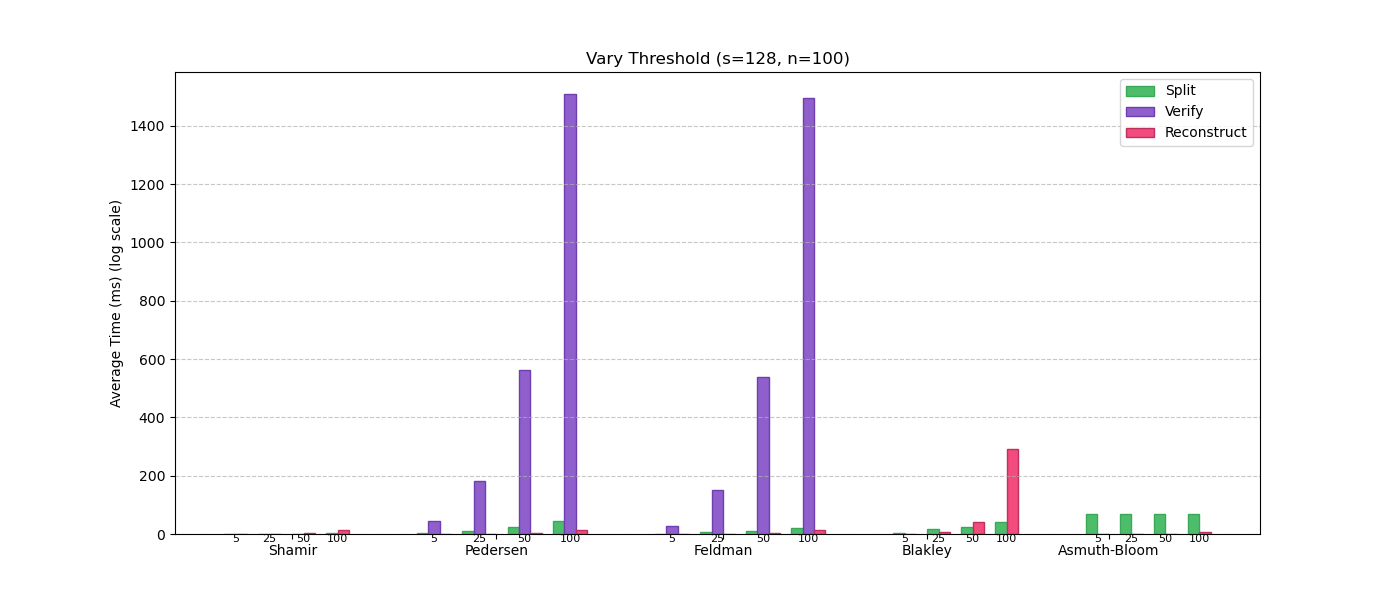 Vary Threshold (s=128, n=100)
Split
Verify
Reconstruct
Average Time (ms) (log scale)
1400
1200
1000
800
600
400
200
0
5 25 50 100 5 25 50 100 5 25 50 100 5 25 50 100 5 25 50 100
Shamir Pedersen Feldman Blakley Asmuth-Bloom